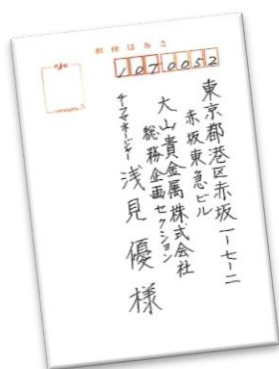 郵便はがき
1070052
東京都港区赤坂一-七-二
赤坂東急ビル
大山貴金属株式会社
総務企画セクション
チーフマネージャー
浅見優様